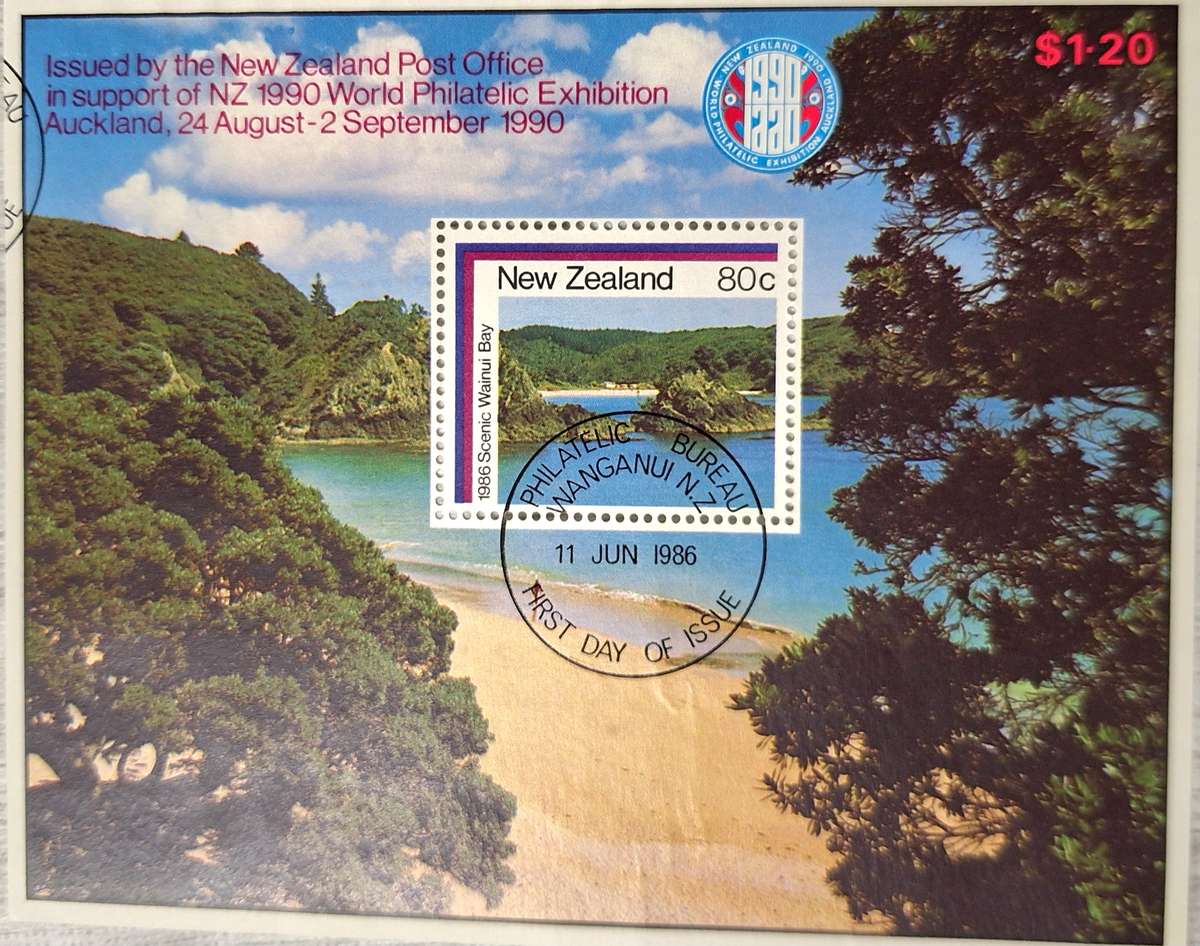 Issued by the New Zealand Post Office
in support of NZ 1990 World Philatelic Exhibition
Auckland, 24 August-2 September 1990
NEW ZEALAND 1990
WORLD PHILATELIC EXHIBITION AUCKLAND
1990
$1·20
New Zealand 80c
1986 Scenic Wainui Bay
PHILATELIC BUREAU
WANGANUI N.Z
11 JUN 1986
FIRST DAY OF ISSUE